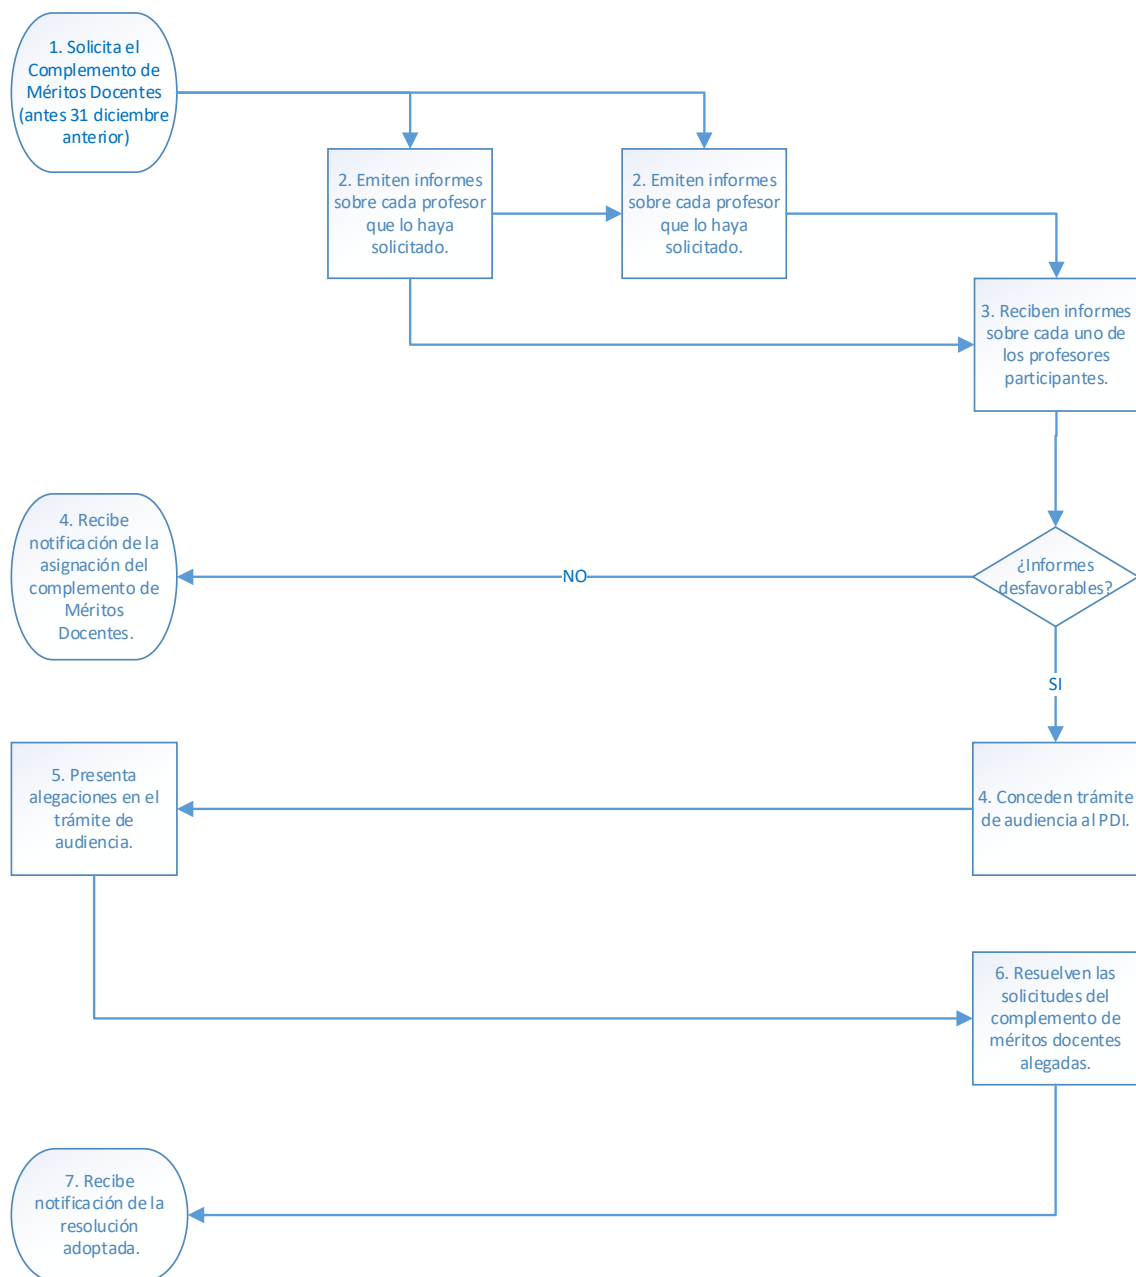 1. Solicita el
Complemento de
Méritos Docentes
(antes 31 diciembre
anterior)
2. Emiten informes
sobre cada profesor
que lo haya
solicitado.
2. Emiten informes
sobre cada profesor
que lo haya
solicitado.
3. Reciben informes
sobre cada uno de
los profesores
participantes.
¿Informes
desfavorables?
NO
4. Recibe
notificación de la
asignación del
complemento de
Méritos
Docentes.
SI
4. Conceden trámite
de audiencia al PDI.
5. Presenta
alegaciones en el
trámite de
audiencia.
6. Resuelven las
solicitudes del
complemento de
méritos docentes
alegadas.
7. Recibe
notificación de la
resolución
adoptada.